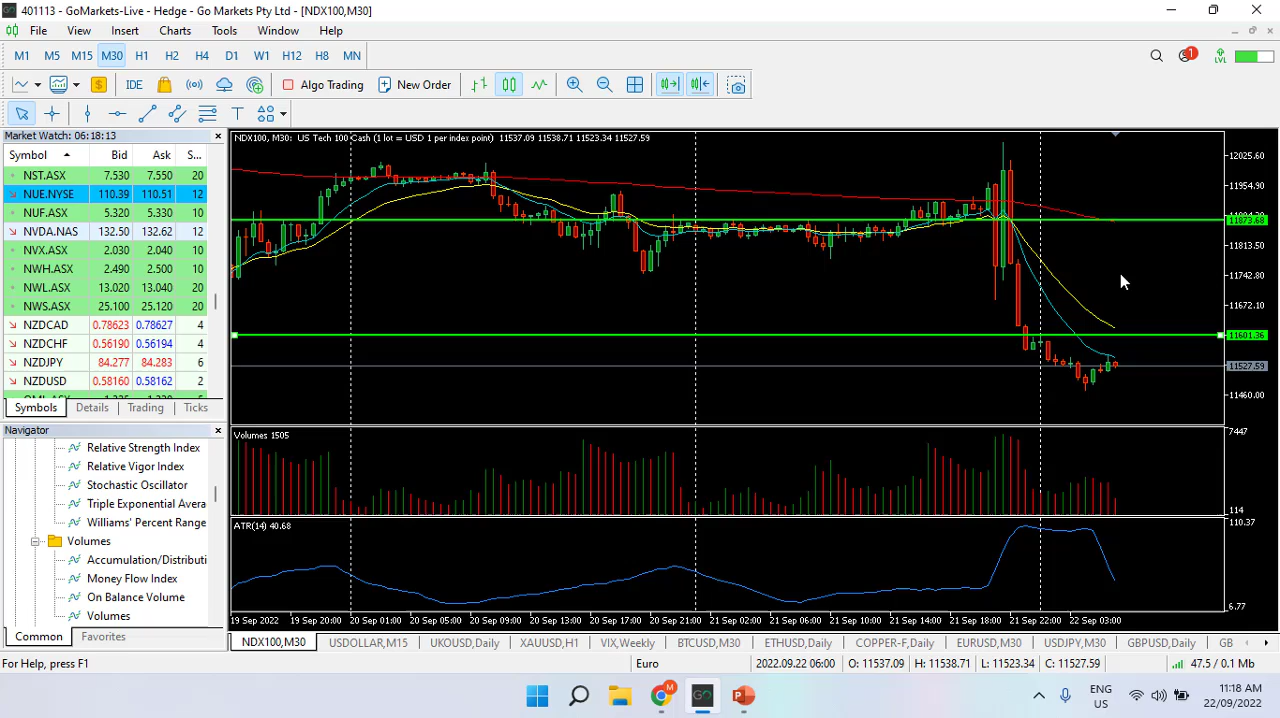 401113 - GoMarkets-Live - Hedge - Go Markets Pty Ltd - [NDX100,M30]
File View Insert Charts Tools Window Help
M1 M5 M15 M30 H1 H2 H4 D1 W1 H12 H8 MN
1 LVL
IDE Algo Trading New Order
Market Watch: 06:18:13
Symbol Bid Ask S...
NST.ASX 7.530 7.550 20
NUE.NYSE 110.39 110.51 12
NUF.ASX 5.320 5.330 10
NVDA.NAS 132.50 132.62 12
NVX.ASX 2.030 2.040 10
NWH.ASX 2.490 2.500 10
NWL.ASX 13.020 13.040 20
NWS.ASX 25.100 25.120 20
NZDCAD 0.78623 0.78627 4
NZDCHF 0.56190 0.56194 4
NZDJPY 84.277 84.283 6
NZDUSD 0.58160 0.58162 2
Symbols Details Trading Ticks
Navigator
Relative Strength Index
Relative Vigor Index
Stochastic Oscillator
Triple Exponential Avera
Williams' Percent Range
Volumes
Accumulation/Distributi
Money Flow Index
On Balance Volume
Volumes
Common Favorites
NDX100, M30: US Tech 100 Cash (1 lot = USD 1 per index point) 11537.09 11538.71 11523.34 11527.59
12025.60
11954.90
11873.69
11813.50
11742.80
11672.10
11601.36
11527.59
11460.00
Volumes 1505
7447
114
ATR(14) 40.68
110.37
6.77
19 Sep 2022 19 Sep 20:00 20 Sep 01:00 20 Sep 05:00 20 Sep 09:00 20 Sep 13:00 20 Sep 17:00 20 Sep 21:00 21 Sep 02:00 21 Sep 06:00 21 Sep 10:00 21 Sep 14:00 21 Sep 18:00 21 Sep 22:00 22 Sep 03:00
NDX100,M30 USDOLLAR,M15 UKOUSD,Daily XAUUSD,H1 VIX,Weekly BTCUSD,M30 ETHUSD,Daily COPPER-F,Daily EURUSD,M30 USDJPY,M30 GBPUSD,Daily GB
For Help, press F1 Euro 2022.09.22 06:00 O: 11537.09 H: 11538.71 L: 11523.34 C: 11527.59 47.5 / 0.1 Mb
M GO P ENG US 11:18 AM 22/09/2022